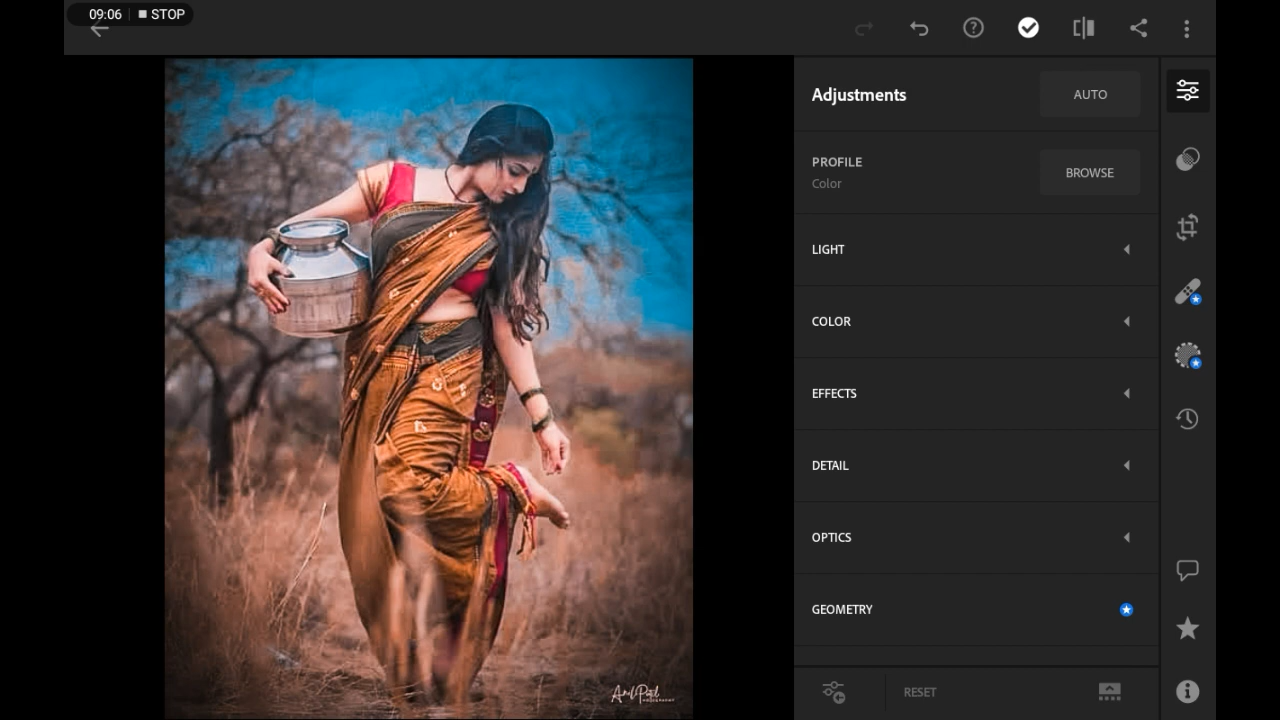 09:06 STOP
Adjustments
AUTO
PROFILE
Color
BROWSE
LIGHT
COLOR
EFFECTS
DETAIL
OPTICS
GEOMETRY
RESET